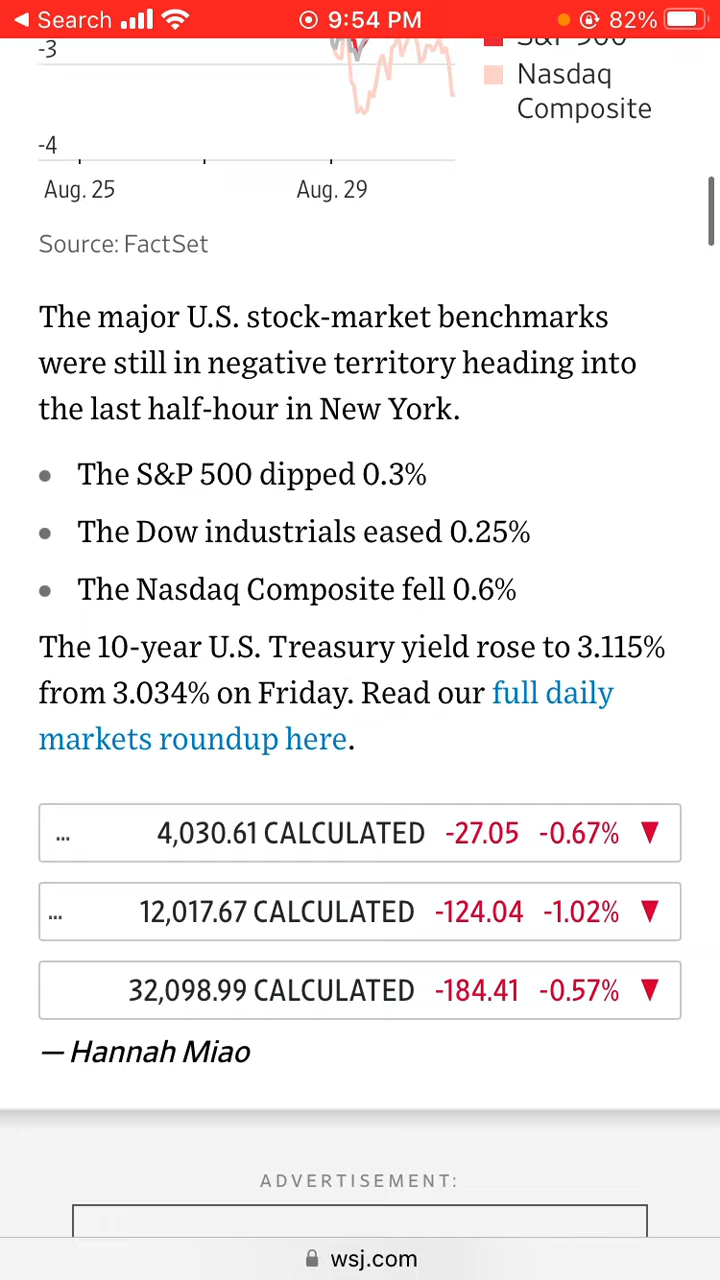 Search 9:54 PM 82%
-3
Nasdaq
Composite
-4
Aug. 25 Aug. 29
Source: FactSet
The major U.S. stock-market benchmarks
were still in negative territory heading into
the last half-hour in New York.
• The S&P 500 dipped 0.3%
• The Dow industrials eased 0.25%
• The Nasdaq Composite fell 0.6%
The 10-year U.S. Treasury yield rose to 3.115%
from 3.034% on Friday. Read our full daily
markets roundup here.
... 4,030.61 CALCULATED -27.05 -0.67% ▼
... 12,017.67 CALCULATED -124.04 -1.02% ▼
32,098.99 CALCULATED -184.41 -0.57% ▼
— Hannah Miao
ADVERTISEMENT:
wsj.com